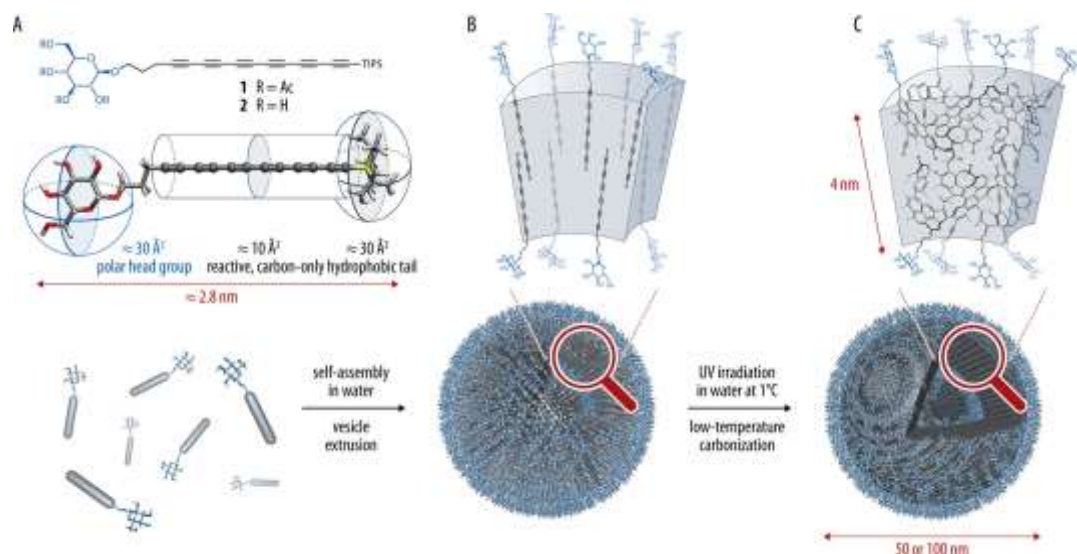 A
RO
RO
RO
OR
O
O
TIPS
1 R = Ac
2 R = H
≈ 30 Å²
polar head group
≈ 10 Å²
reactive, carbon-only hydrophobic tail
≈ 30 Å²
≈ 2.8 nm
self-assembly
in water
vesicle
extrusion
B
UV irradiation
in water at 1°C
low-temperature
carbonization
C
4 nm
50 or 100 nm